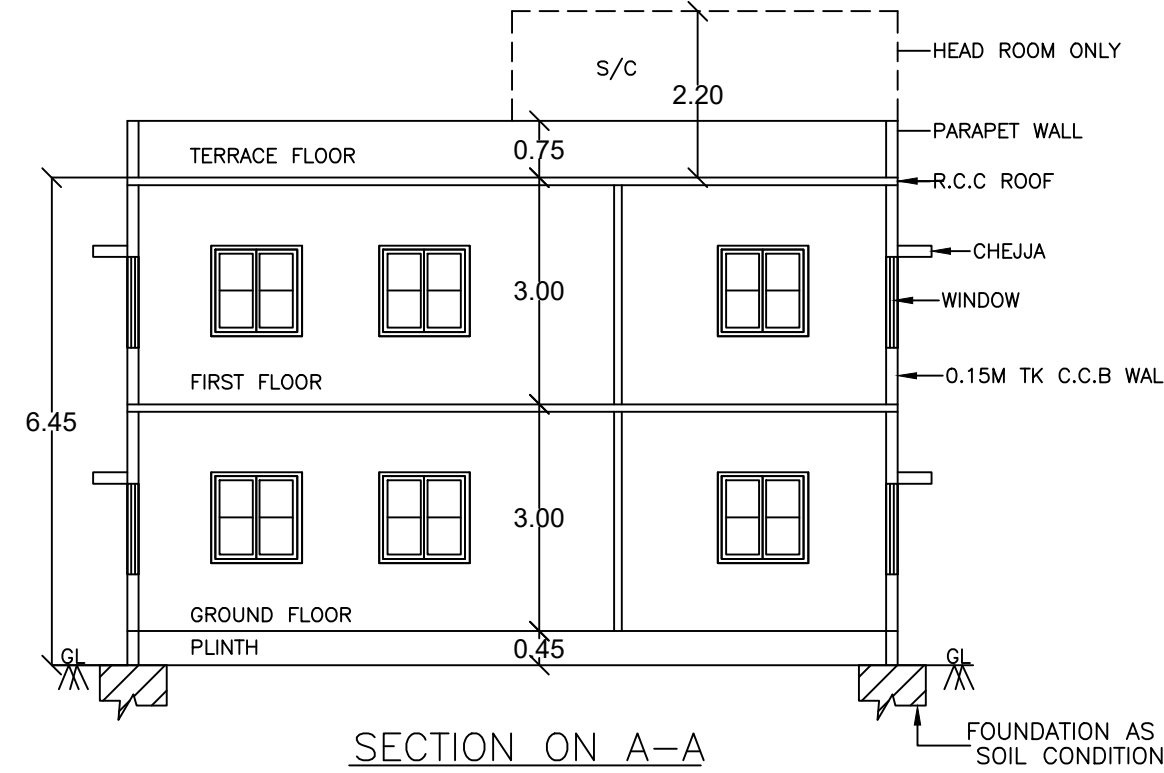 HEAD ROOM ONLY
S/C
2.20
PARAPET WALL
TERRACE FLOOR
0.75
R.C.C ROOF
CHEJJA
3.00
WINDOW
FIRST FLOOR
0.15M TK C.C.B WAL
6.45
3.00
GROUND FLOOR
PLINTH
0.45
GL
GL
SECTION ON A-A
FOUNDATION AS
SOIL CONDITION